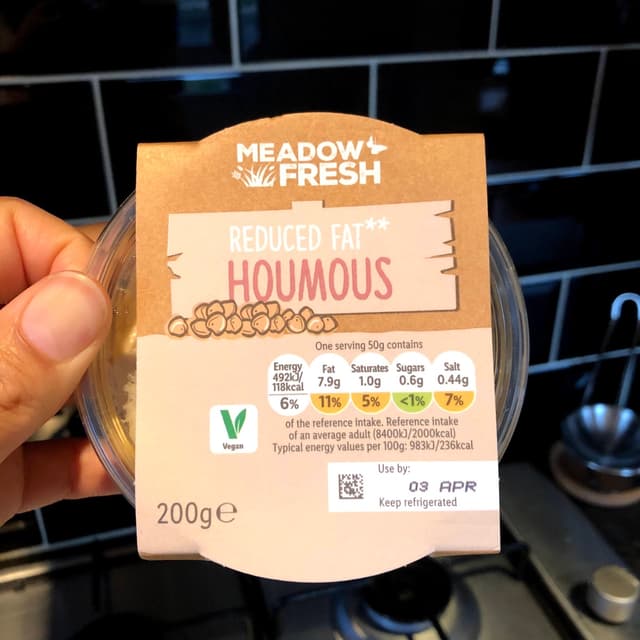 MEADOW
FRESH
REDUCED FAT**
HOUMOUS
One serving 50g contains
Energy
492kJ/
118kcal
6%
Fat
7.9g
11%
Saturates
1.0g
5%
Sugars
0.6g
<1%
Salt
0.44g
7%
of the reference intake. Reference intake
of an average adult (8400kJ/2000kcal)
Typical energy values per 100g: 983kJ/236kcal
Vegan
Use by:
03 APR
Keep refrigerated
200g℮